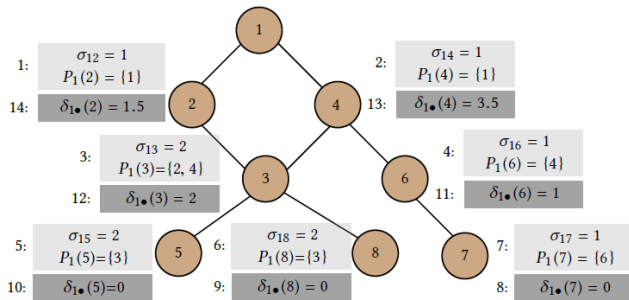 1
1:
σ₁₂ = 1
P₁(2) = {1}
14:
δ₁•(2) = 1.5
2:
σ₁₄ = 1
P₁(4) = {1}
13:
δ₁•(4) = 3.5
2
4
3:
σ₁₃ = 2
P₁(3)={2, 4}
12:
δ₁•(3) = 2
3
6
4:
σ₁₆ = 1
P₁(6) = {4}
11:
δ₁•(6) = 1
5:
σ₁₅ = 2
P₁(5)={3}
10:
δ₁•(5)=0
5
6:
σ₁₈ = 2
P₁(8)={3}
9:
δ₁•(8) = 0
8
7
7:
σ₁₇ = 1
P₁(7) = {6}
8:
δ₁•(7) = 0